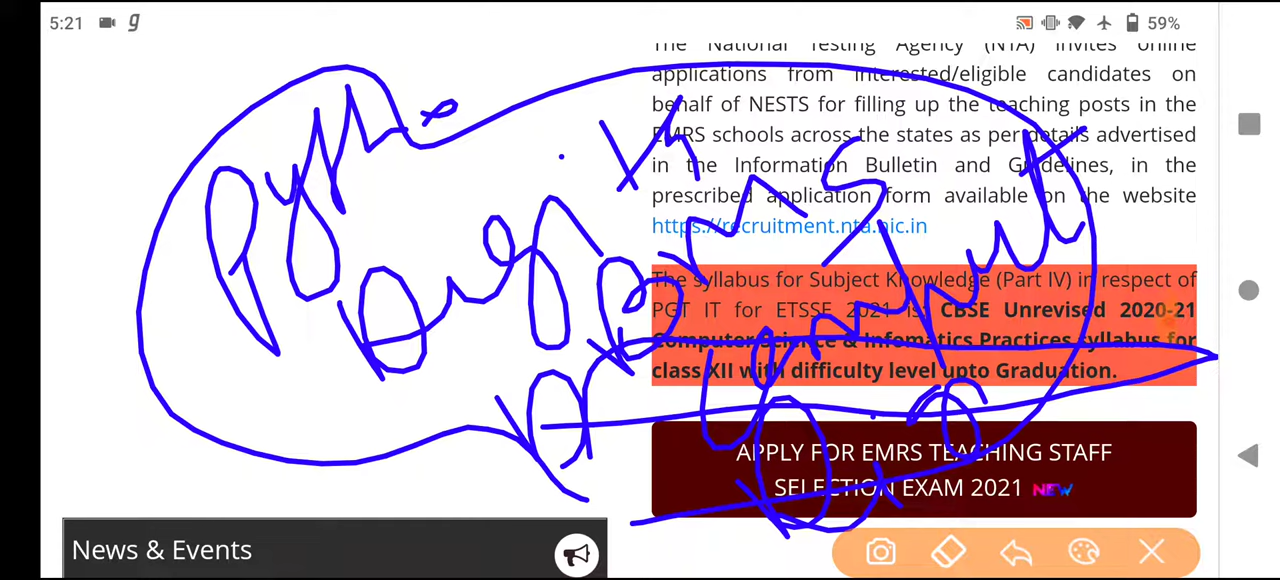 5:21
59%
The National Testing Agency (NTA) invites online
applications from interested/eligible candidates on
behalf of NESTS for filling up the teaching posts in the
EMRS schools across the states as per details advertised
in the Information Bulletin and Guidelines, in the
prescribed application form available on the website
https://recruitment.nta.nic.in
The syllabus for Subject Knowledge (Part IV) in respect of
PGT IT for ETSSE 2021 is CBSE Unrevised 2020-21
Computer Science & Infomatics Practices syllabus for
class XII with difficulty level upto Graduation.
APPLY FOR EMRS TEACHING STAFF
SELECTION EXAM 2021 NEW
News & Events